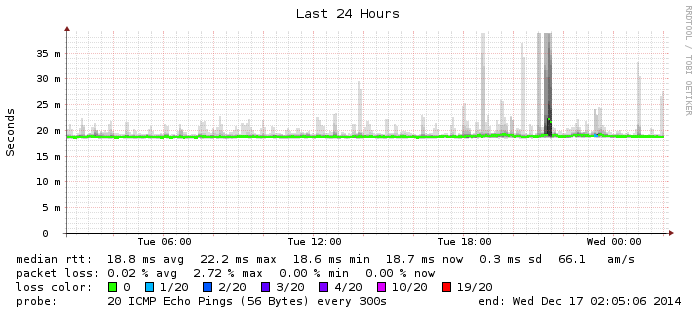 Last 24 Hours
RRDTOOL / TOBI OETIKER
Seconds
35 m
30 m
25 m
20 m
15 m
10 m
5 m
0
Tue 06:00 Tue 12:00 Tue 18:00 Wed 00:00
median rtt: 18.8 ms avg 22.2 ms max 18.6 ms min 18.7 ms now 0.3 ms sd 66.1 am/s
packet loss: 0.02 % avg 2.72 % max 0.00 % min 0.00 % now
loss color: 0 1/20 2/20 3/20 4/20 10/20 19/20
probe: 20 ICMP Echo Pings (56 Bytes) every 300s end: Wed Dec 17 02:05:06 2014